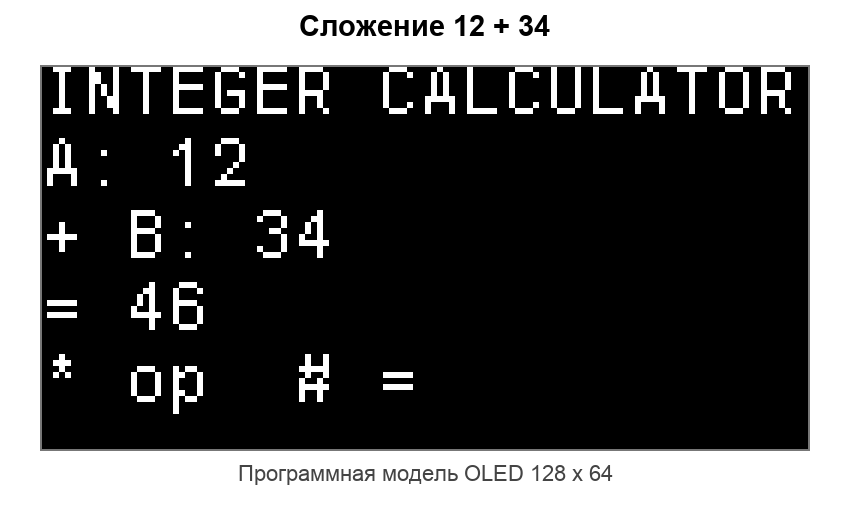 Сложение 12 + 34
INTEGER CALCULATOR
A: 12
+ B: 34
= 46
* op # =
Программная модель OLED 128 x 64